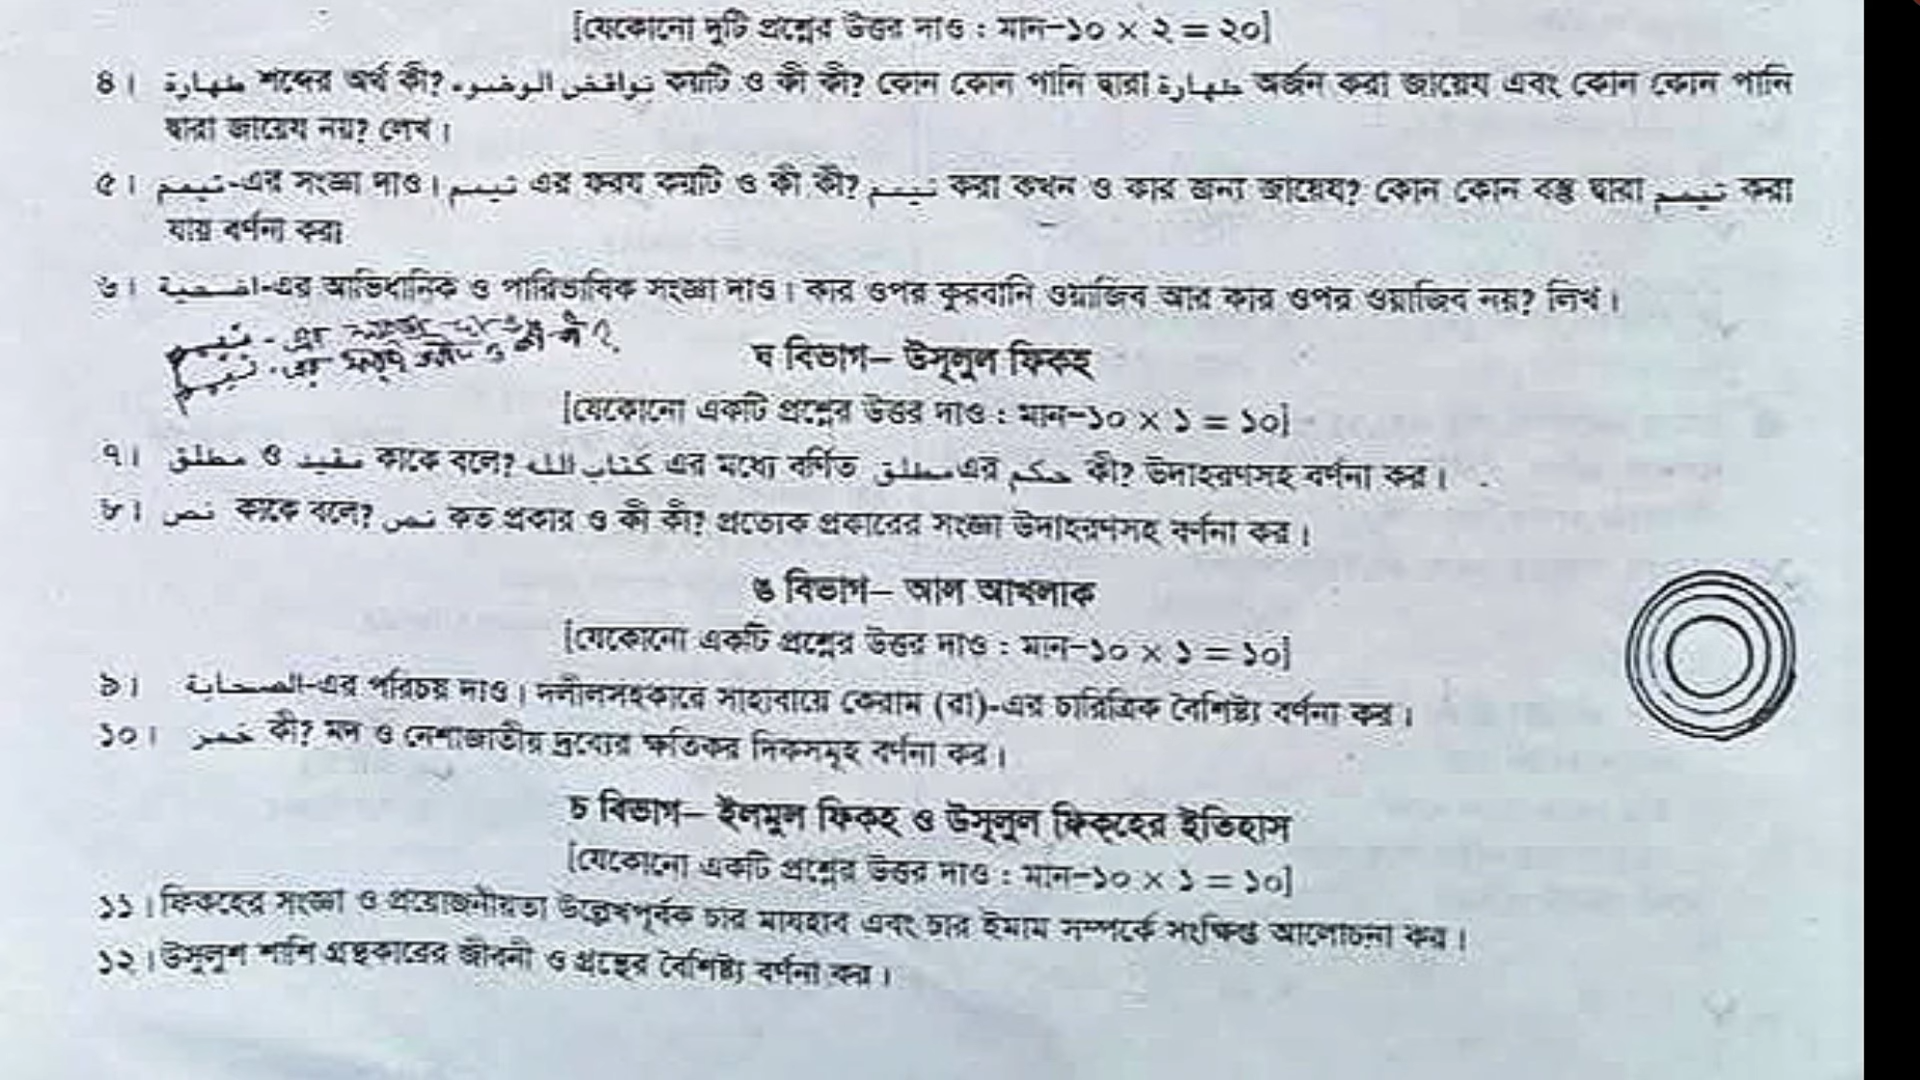 [যেকোনো দুটি প্রশ্নের উত্তর দাও : মান–১০ × ২ = ২০]
৪। طهارة শব্দের অর্থ কী? نواقض الوضوء কয়টি ও কী কী? কোন কোন পানি দ্বারা طهارة অর্জন করা জায়েয এবং কোন কোন পানি
দ্বারা জায়েয নয়? লেখ।
৫। تيمم-এর সংজ্ঞা দাও। تيمم এর ফরয কয়টি ও কী কী? تيمم করা কখন ও কার জন্য জায়েয? কোন কোন বস্তু দ্বারা تيمم করা
যায় বর্ণনা কর।
৬। اضحية-এর আভিধানিক ও পারিভাষিক সংজ্ঞা দাও। কার ওপর কুরবানি ওয়াজিব আর কার ওপর ওয়াজিব নয়? লিখ।
تيمم-এর
تيمم-এর
ঘ বিভাগ– উসূলুল ফিকহ
[যেকোনো একটি প্রশ্নের উত্তর দাও : মান–১০ × ১ = ১০]
৭। مطلق ও مقيد কাকে বলে? كتاب الله এর মধ্যে বর্ণিত مطلق এর حكم কী? উদাহরণসহ বর্ণনা কর।
৮। نص কাকে বলে? نص কত প্রকার ও কী কী? প্রত্যেক প্রকারের সংজ্ঞা উদাহরণসহ বর্ণনা কর।
ঙ বিভাগ– আল আখলাক
[যেকোনো একটি প্রশ্নের উত্তর দাও : মান–১০ × ১ = ১০]
৯। الصحابة-এর পরিচয় দাও। দলীলসহকারে সাহাবায়ে কেরাম (রা)-এর চারিত্রিক বৈশিষ্ট্য বর্ণনা কর।
১০। خمر কী? মদ ও নেশাজাতীয় দ্রব্যের ক্ষতিকর দিকসমূহ বর্ণনা কর।
চ বিভাগ– ইলমুল ফিকহ ও উসূলুল ফিক্হের ইতিহাস
[যেকোনো একটি প্রশ্নের উত্তর দাও : মান–১০ × ১ = ১০]
১১। ফিকহের সংজ্ঞা ও প্রয়োজনীয়তা উল্লেখপূর্বক চার মাযহাব এবং চার ইমাম সম্পর্কে সংক্ষিপ্ত আলোচনা কর।
১২। উসূলুশ শাশি গ্রন্থকারের জীবনী ও গ্রন্থের বৈশিষ্ট্য বর্ণনা কর।